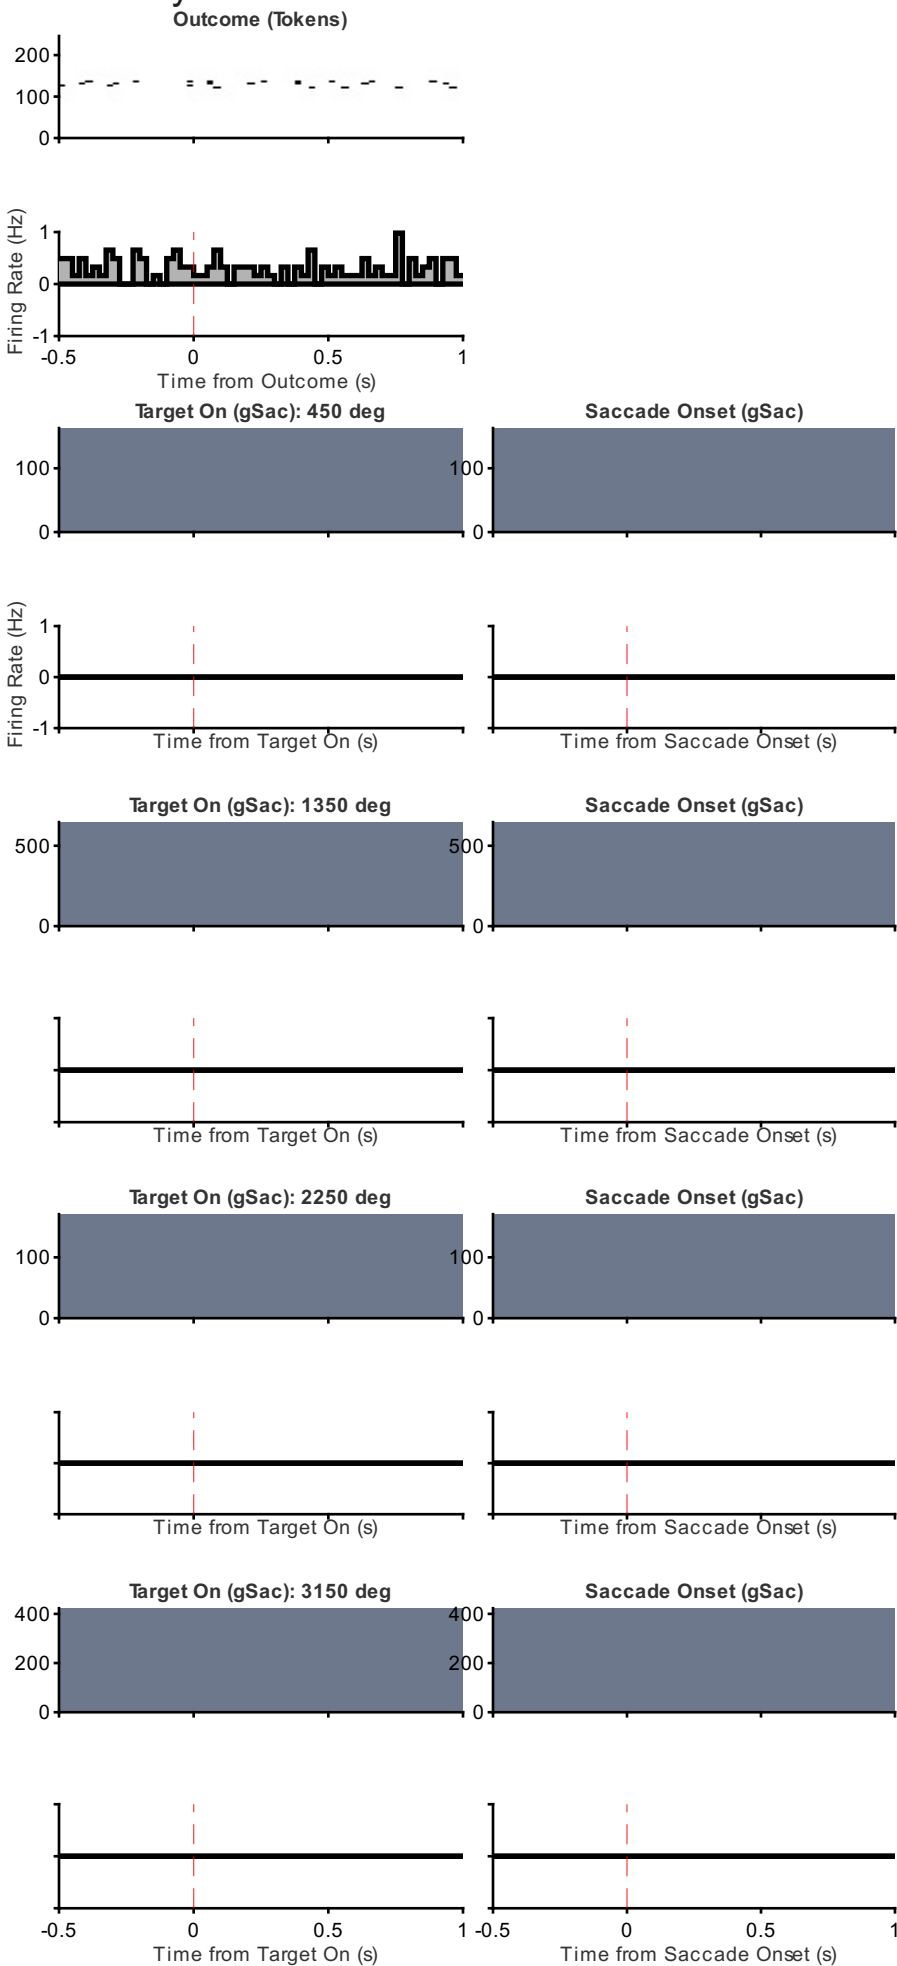 Outcome (Tokens)
200
100
0
Firing Rate (Hz)
1
0
-1
-0.5 0 0.5 1
Time from Outcome (s)
Target On (gSac): 450 deg Saccade Onset (gSac)
100 100
0 0
Firing Rate (Hz)
1
0
-1
Time from Target On (s) Time from Saccade Onset (s)
Target On (gSac): 1350 deg Saccade Onset (gSac)
500 500
0 0
Time from Target On (s) Time from Saccade Onset (s)
Target On (gSac): 2250 deg Saccade Onset (gSac)
100 100
0 0
Time from Target On (s) Time from Saccade Onset (s)
Target On (gSac): 3150 deg Saccade Onset (gSac)
400 400
200 200
0 0
-0.5 0 0.5 1 -0.5 0 0.5 1
Time from Target On (s) Time from Saccade Onset (s)